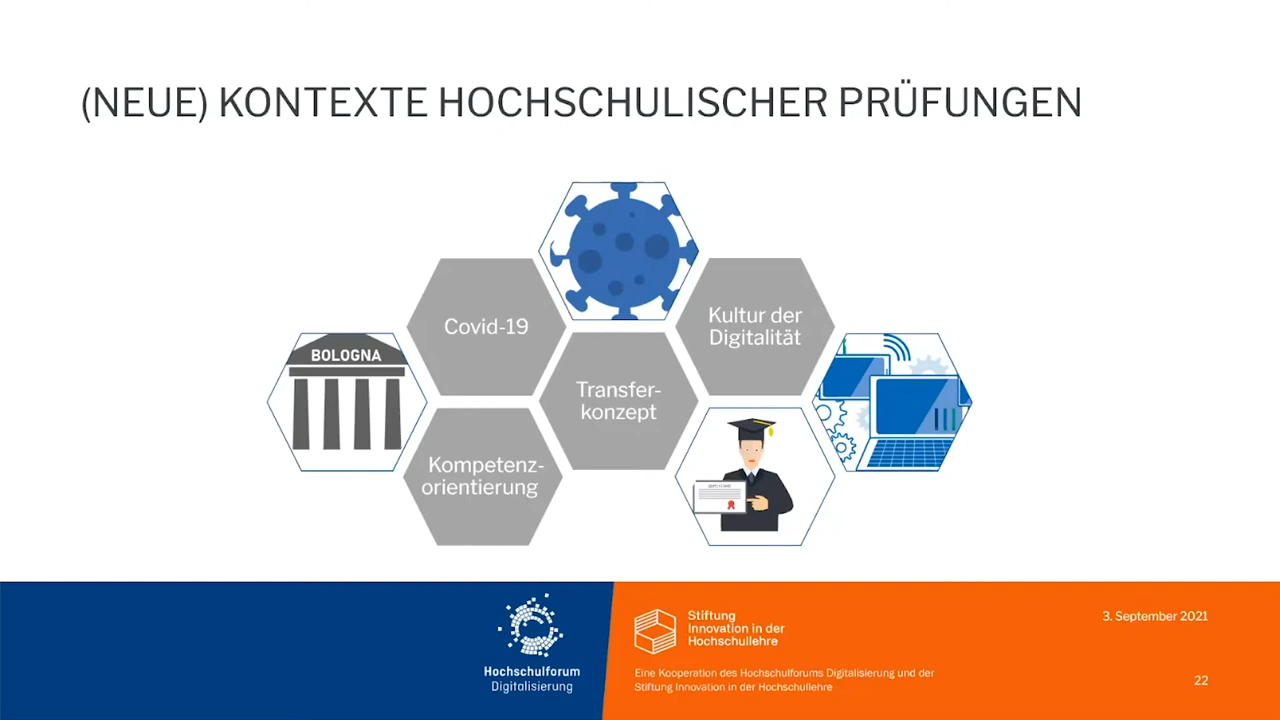 (NEUE) KONTEXTE HOCHSCHULISCHER PRÜFUNGEN
Covid-19
Kultur der
Digitalität
BOLOGNA
Transfer-
konzept
Kompetenz-
orientierung
Hochschulforum
Digitalisierung
Stiftung
Innovation in der
Hochschullehre
Eine Kooperation des Hochschulforums Digitalisierung und der
Stiftung Innovation in der Hochschullehre
3. September 2021
22